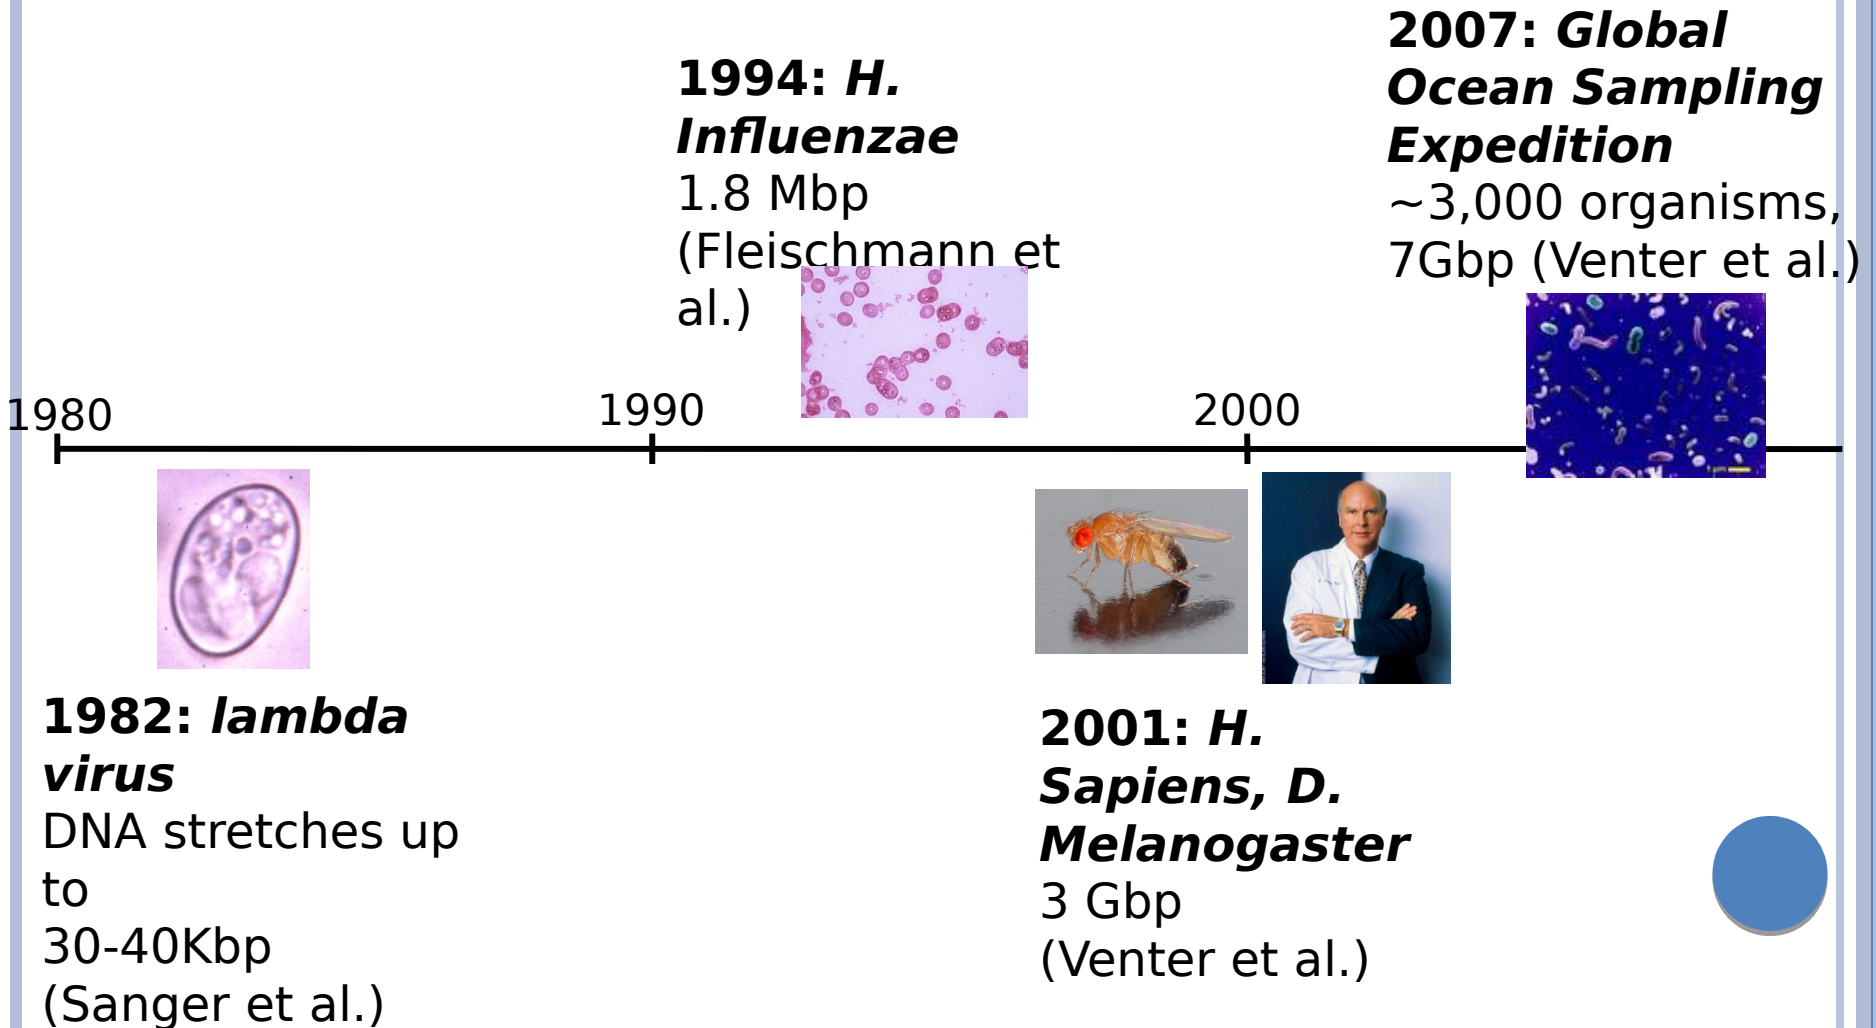 2007: Global
Ocean Sampling
Expedition
~3,000 organisms,
7Gbp (Venter et al.)
1994: H.
Influenzae
1.8 Mbp
(Fleischmann et
al.)
1980
1990
2000
1982: lambda
virus
DNA stretches up
to
30-40Kbp
(Sanger et al.)
2001: H.
Sapiens, D.
Melanogaster
3 Gbp
(Venter et al.)